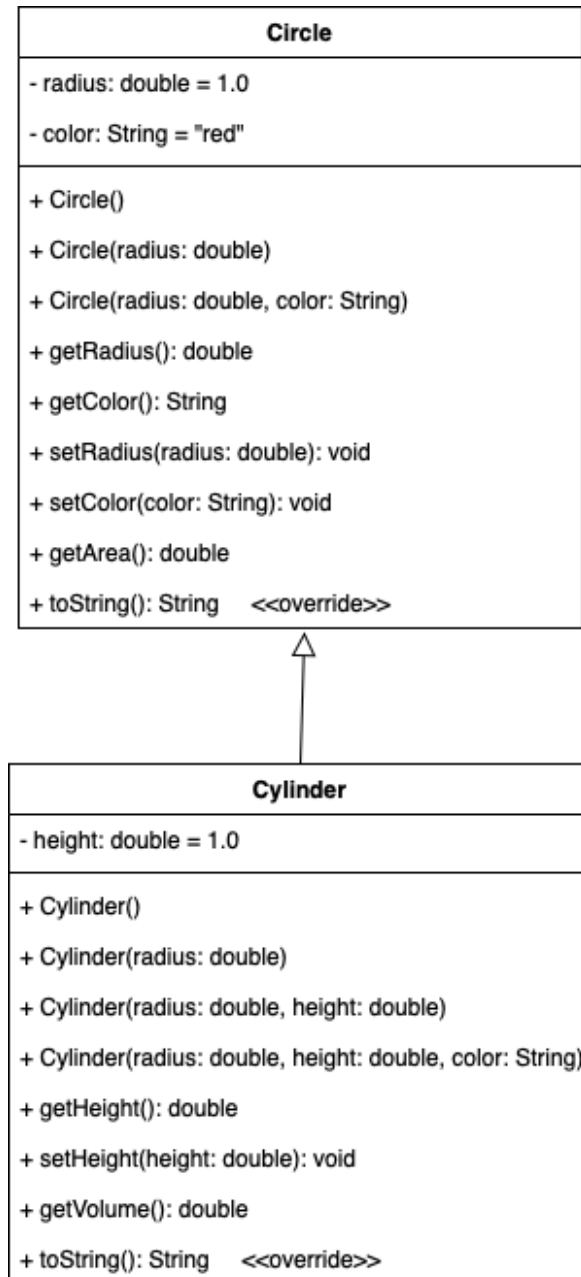 Circle
- radius: double = 1.0
- color: String = "red"
+ Circle()
+ Circle(radius: double)
+ Circle(radius: double, color: String)
+ getRadius(): double
+ getColor(): String
+ setRadius(radius: double): void
+ setColor(color: String): void
+ getArea(): double
+ toString(): String <<override>>
Cylinder
- height: double = 1.0
+ Cylinder()
+ Cylinder(radius: double)
+ Cylinder(radius: double, height: double)
+ Cylinder(radius: double, height: double, color: String)
+ getHeight(): double
+ setHeight(height: double): void
+ getVolume(): double
+ toString(): String <<override>>